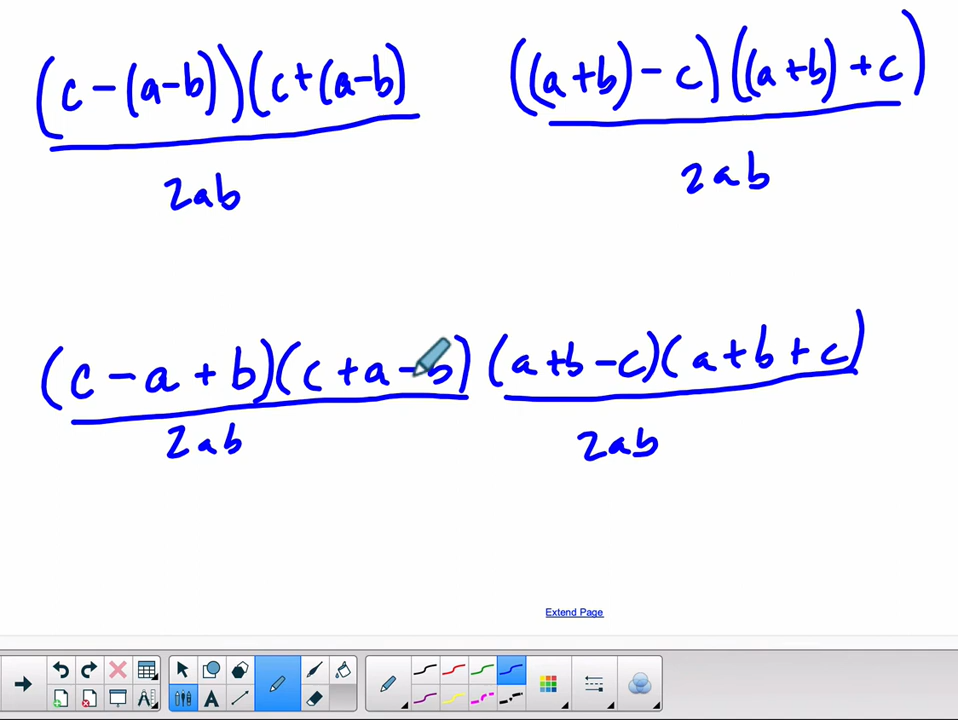 (c-(a-b))(c+(a-b) ((a+b)-c)((a+b)+c)
2ab 2ab
(c-a+b)(c+a-b) (a+b-c)(a+b+c)
2ab 2ab
Extend Page
A